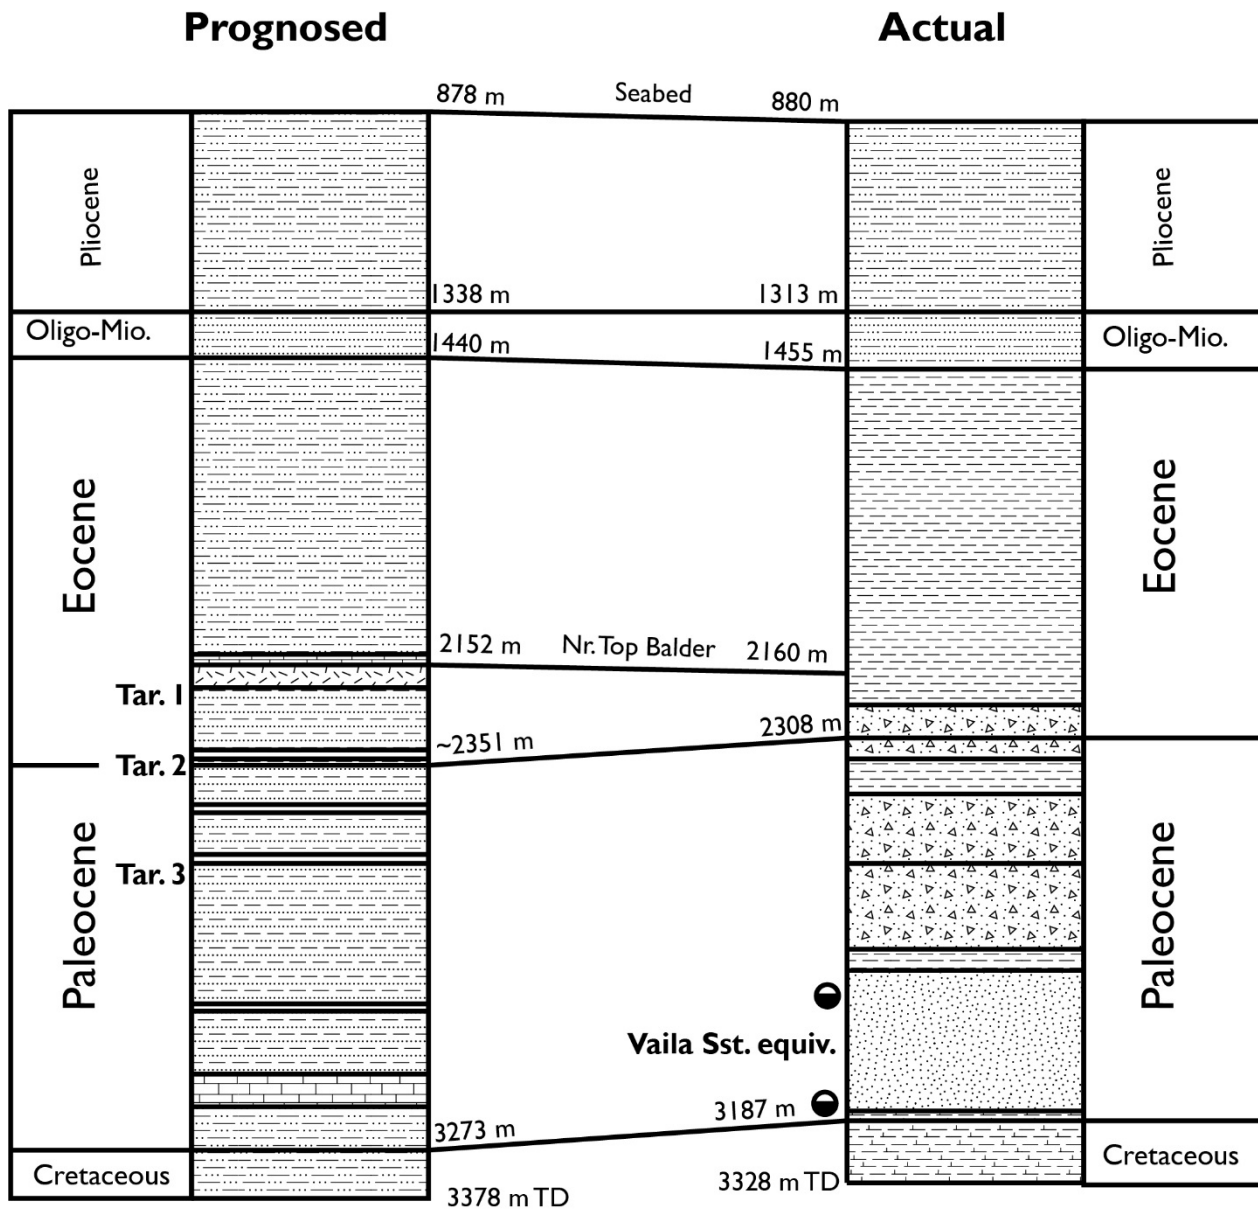 Prognosed
Actual
878 m
Seabed
880 m
Pliocene
Pliocene
1338 m
1313 m
Oligo-Mio.
Oligo-Mio.
1440 m
1455 m
Eocene
Eocene
2152 m
Nr. Top Balder
2160 m
Tar. 1
2308 m
~2351 m
Tar. 2
Paleocene
Paleocene
Tar. 3
Vaila Sst. equiv.
3187 m
3273 m
Cretaceous
Cretaceous
3378 m TD
3328 m TD